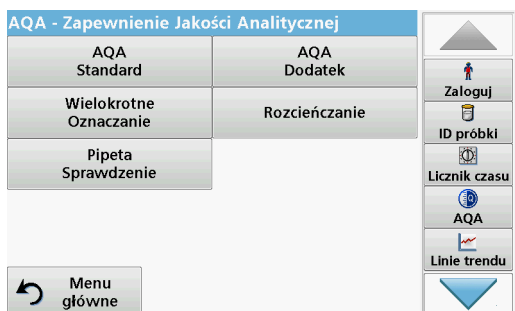 AQA - Zapewnienie Jakości Analitycznej
AQA
Standard
AQA
Dodatek
Wielokrotne
Oznaczanie
Rozcieńczanie
Pipeta
Sprawdzenie
Menu
główne
Zaloguj
ID próbki
Licznik czasu
AQA
Linie trendu